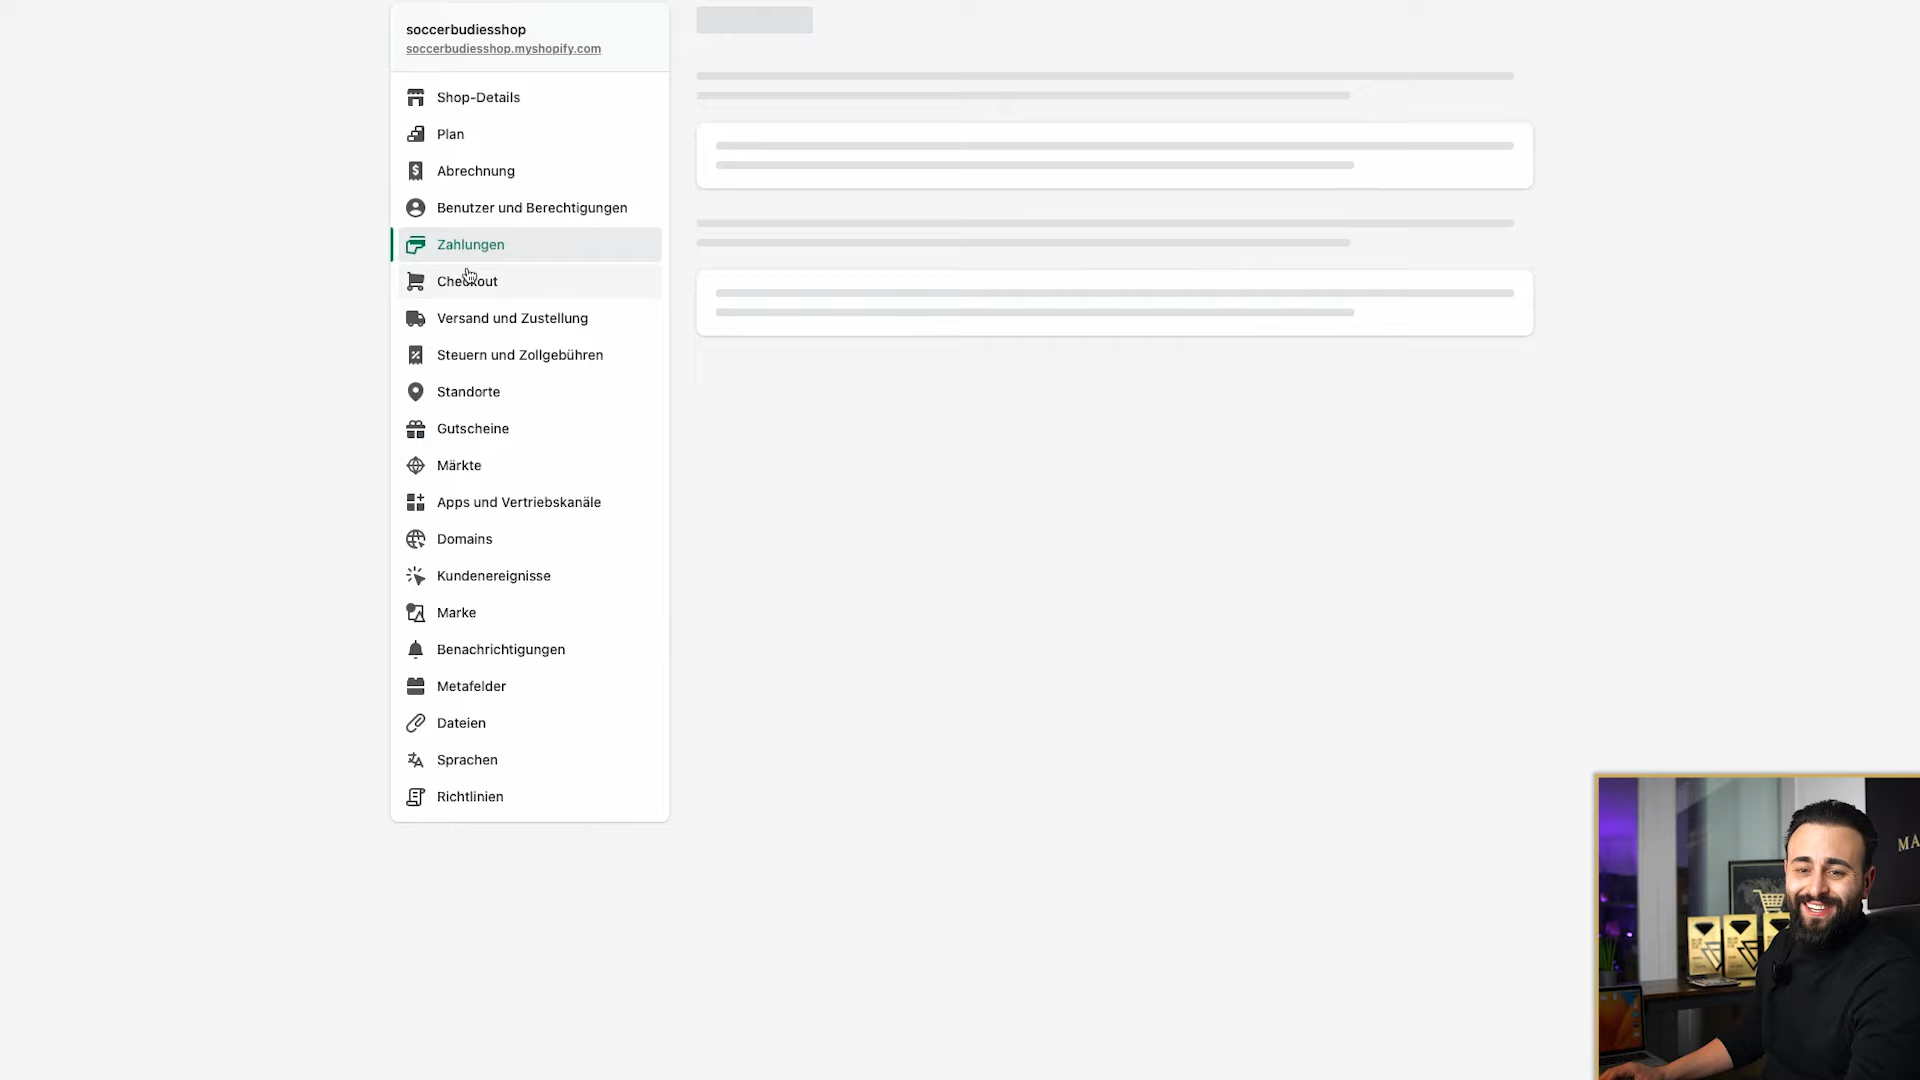 soccerbudiesshop
soccerbudiesshop.myshopify.com
Shop-Details
Plan
Abrechnung
Benutzer und Berechtigungen
Zahlungen
Checkout
Versand und Zustellung
Steuern und Zollgebühren
Standorte
Gutscheine
Märkte
Apps und Vertriebskanäle
Domains
Kundenereignisse
Marke
Benachrichtigungen
Metafelder
Dateien
Sprachen
Richtlinien
MA